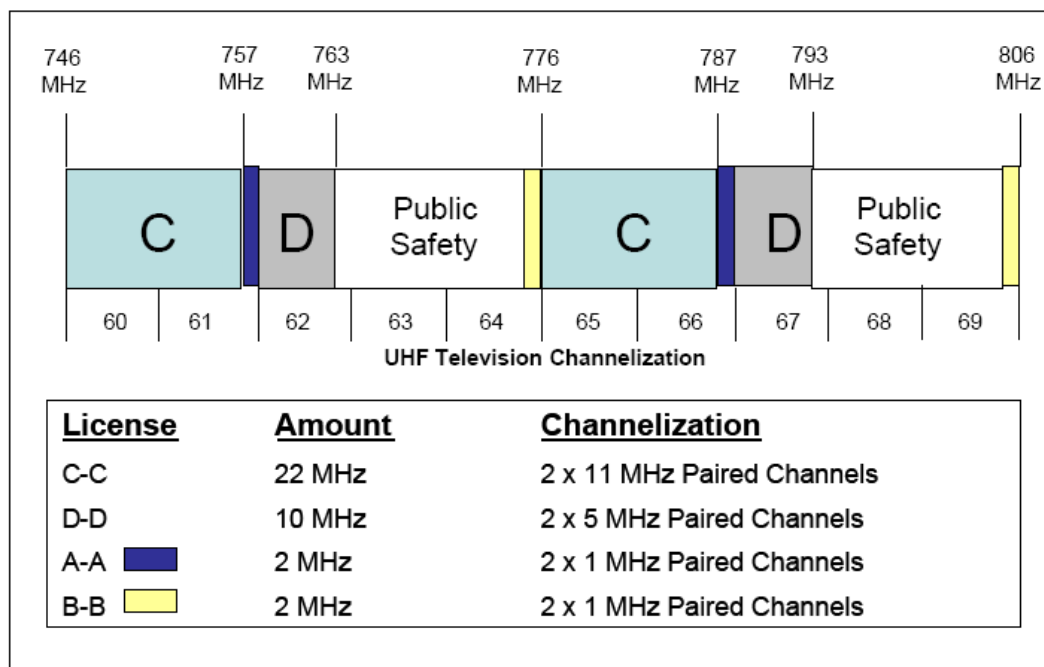 746 MHz
757 MHz
763 MHz
776 MHz
787 MHz
793 MHz
806 MHz
C
D
Public Safety
C
D
Public Safety
60 61 62 63 64 65 66 67 68 69
UHF Television Channelization
License Amount Channelization
C-C 22 MHz 2 x 11 MHz Paired Channels
D-D 10 MHz 2 x 5 MHz Paired Channels
A-A 2 MHz 2 x 1 MHz Paired Channels
B-B 2 MHz 2 x 1 MHz Paired Channels